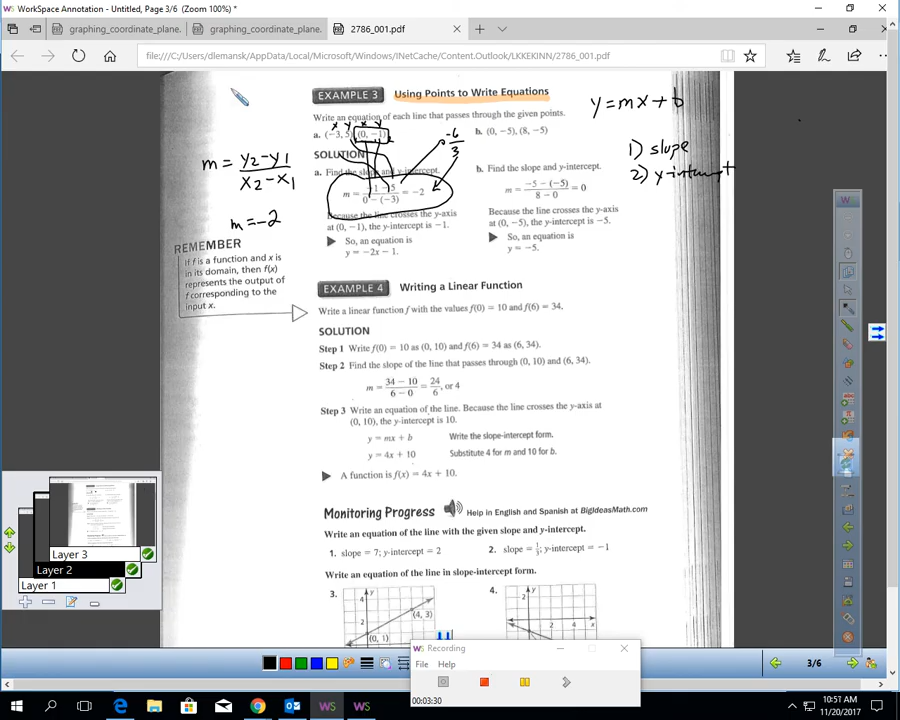 WorkSpace Annotation - Page 3/6 (Zoom 100%) *
graphing_coordinate_plane.
graphing_coordinate_plane.
2786_001.pdf
file:///C:/Users/dlemansk/AppData/Local/Microsoft/Windows/INetCache/Content.Outlook/LKKEKINN/2786_001.pdf
EXAMPLE 3 Using Points to Write Equations
y = mx + b
Write an equation of each line that passes through the given points.
x y x y
a. (−3, 5), (0, −1)
b. (0, −5), (8, −5)
-6/3
1) slope
2) y-intercept
m = y2-y1 / x2-x1
m = -2
SOLUTION
a. Find the slope and y-intercept.
m = −1 − 5 / 0 − (−3) = −2
Because the line crosses the y-axis
at (0, −1), the y-intercept is −1.
So, an equation is
y = −2x − 1.
b. Find the slope and y-intercept.
m = −5 − (−5) / 8 − 0 = 0
Because the line crosses the y-axis
at (0, −5), the y-intercept is −5.
So, an equation is
y = −5.
REMEMBER
If f is a function and x is
in its domain, then f(x)
represents the output of
f corresponding to the
input x.
EXAMPLE 4 Writing a Linear Function
Write a linear function f with the values f(0) = 10 and f(6) = 34.
SOLUTION
Step 1 Write f(0) = 10 as (0, 10) and f(6) = 34 as (6, 34).
Step 2 Find the slope of the line that passes through (0, 10) and (6, 34).
m = 34 − 10 / 6 − 0 = 24 / 6, or 4
Step 3 Write an equation of the line. Because the line crosses the y-axis at
(0, 10), the y-intercept is 10.
y = mx + b Write the slope-intercept form.
y = 4x + 10 Substitute 4 for m and 10 for b.
A function is f(x) = 4x + 10.
Monitoring Progress Help in English and Spanish at BigIdeasMath.com
Write an equation of the line with the given slope and y-intercept.
1. slope = 7; y-intercept = 2
2. slope = 1/3; y-intercept = −1
Write an equation of the line in slope-intercept form.
3.
4 y
2
(4, 3)
(0, 1)
4.
2 y
2 4 x
Layer 3
Layer 2
Layer 1
Recording
File Help
00:03:30
3/6
10:57 AM
11/20/2017